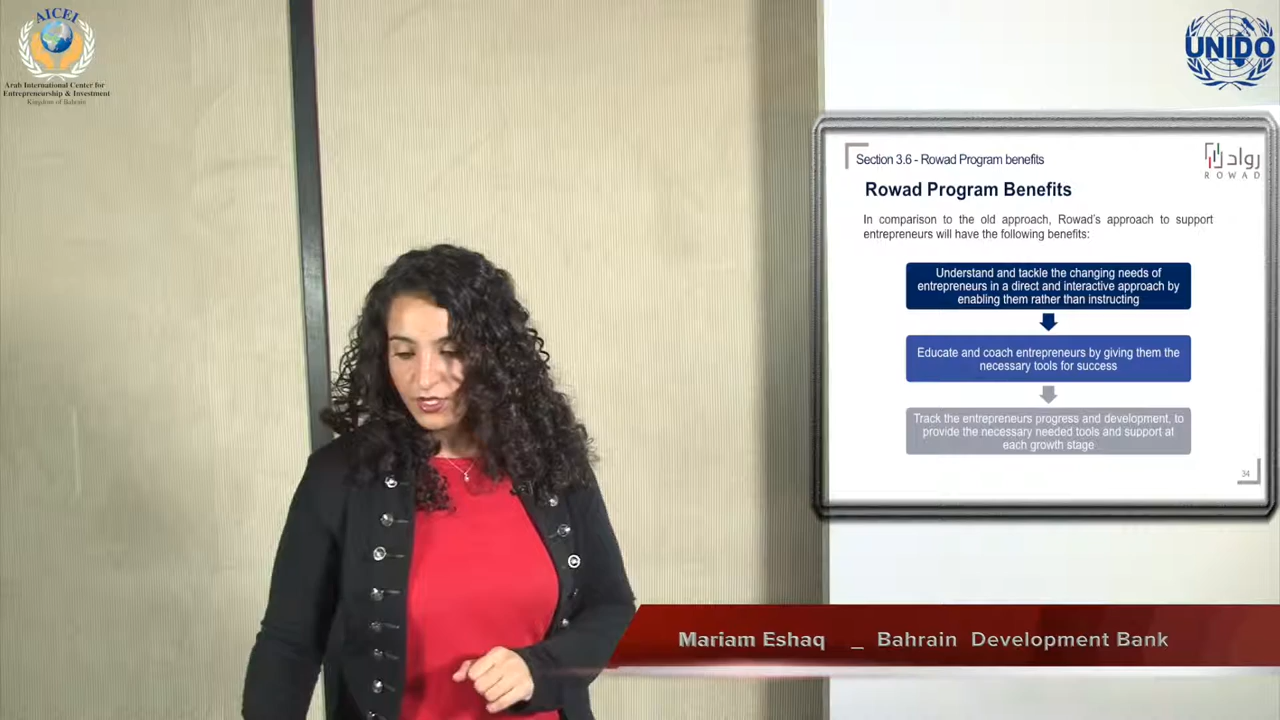 AICEI
Arab International Center for
Entrepreneurship & Investment
Kingdom of Bahrain
UNIDO
Section 3.6 - Rowad Program benefits
رواد
ROWAD
Rowad Program Benefits
In comparison to the old approach, Rowad's approach to support
entrepreneurs will have the following benefits:
Understand and tackle the changing needs of
entrepreneurs in a direct and interactive approach by
enabling them rather than instructing
Educate and coach entrepreneurs by giving them the
necessary tools for success
Track the entrepreneurs progress and development, to
provide the necessary needed tools and support at
each growth stage
34
Mariam Eshaq _ Bahrain Development Bank